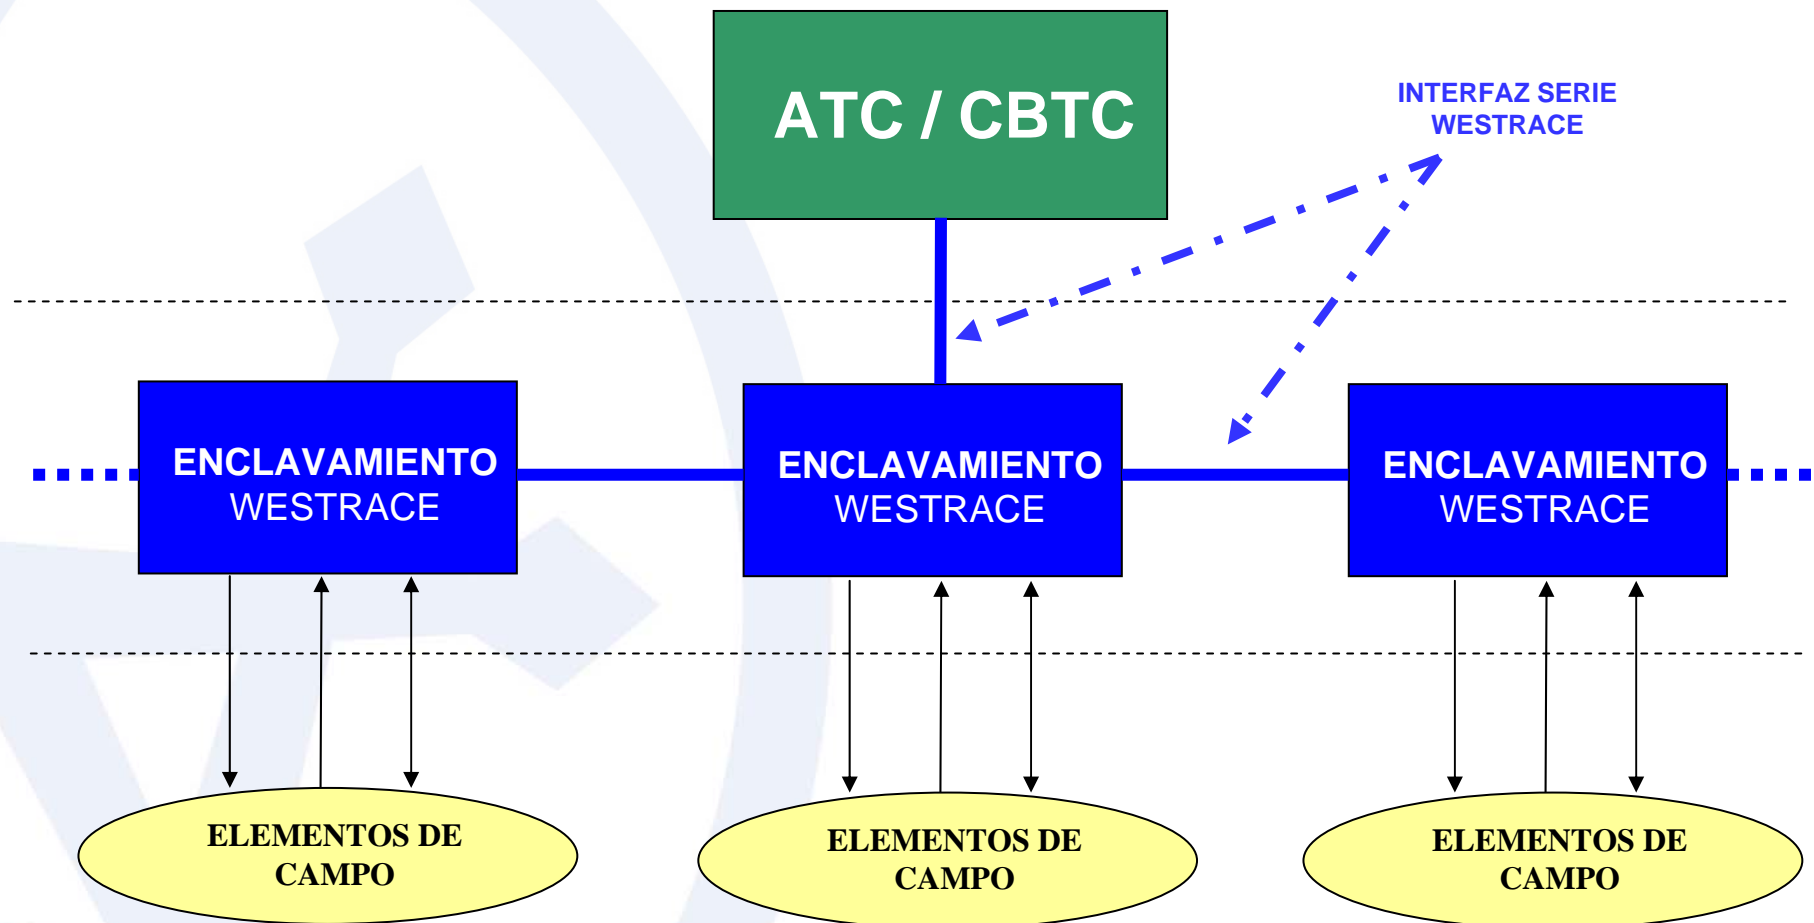 ATC / CBTC
INTERFAZ SERIE
WESTRACE
ENCLAVAMIENTO
WESTRACE
ENCLAVAMIENTO
WESTRACE
ENCLAVAMIENTO
WESTRACE
ELEMENTOS DE
CAMPO
ELEMENTOS DE
CAMPO
ELEMENTOS DE
CAMPO